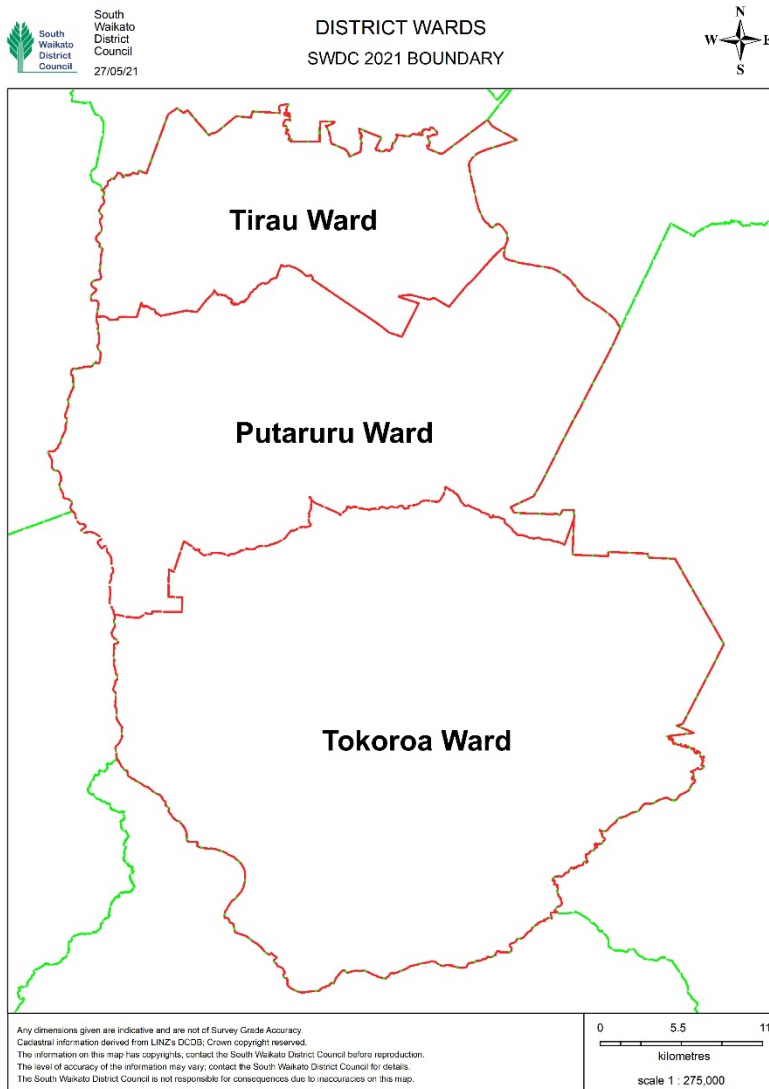 South
Waikato
District
Council
South
Waikato
District
Council
27/05/21
DISTRICT WARDS
SWDC 2021 BOUNDARY
N
W E
S
Tirau Ward
Putaruru Ward
Tokoroa Ward
Any dimensions given are indicative and are not of Survey Grade Accuracy.
Cadastral information derived from LINZ's DCDB; Crown copyright reserved.
The information on this map has copyrights; contact the South Waikato District Council before reproduction.
The level of accuracy of the information may vary; contact the South Waikato District Council for details.
The South Waikato District Council is not responsible for consequences due to inaccuracies on this map.
0 5.5 11
kilometres
scale 1 : 275,000